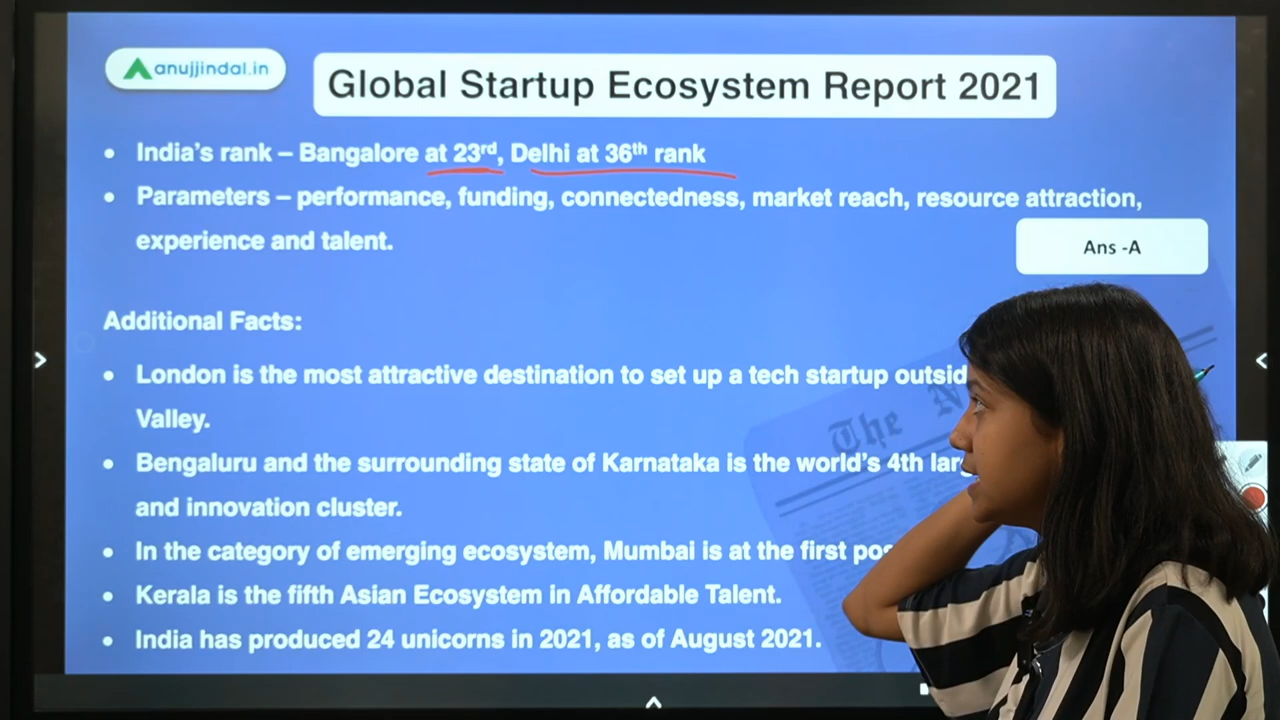 anujjindal.in
Global Startup Ecosystem Report 2021
• India's rank – Bangalore at 23rd, Delhi at 36th rank
• Parameters – performance, funding, connectedness, market reach, resource attraction,
experience and talent.
Ans -A
Additional Facts:
• London is the most attractive destination to set up a tech startup
Valley.
• Bengaluru and the surrounding state of Karnataka is the world's 4th
and innovation cluster.
• In the category of emerging ecosystem, Mumbai is at the first
• Kerala is the fifth Asian Ecosystem in Affordable Talent.
• India has produced 24 unicorns in 2021, as of August 2021.
The